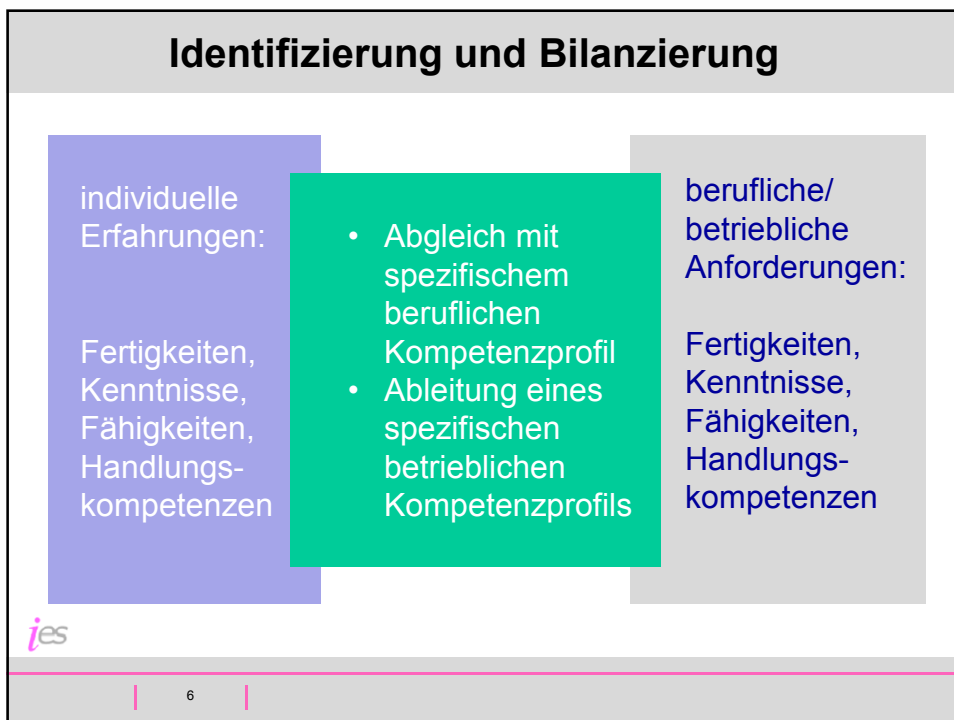 Identifizierung und Bilanzierung
individuelle
Erfahrungen:
Fertigkeiten,
Kenntnisse,
Fähigkeiten,
Handlungs-
kompetenzen
• Abgleich mit
spezifischem
beruflichen
Kompetenzprofil
• Ableitung eines
spezifischen
betrieblichen
Kompetenzprofils
berufliche/
betriebliche
Anforderungen:
Fertigkeiten,
Kenntnisse,
Fähigkeiten,
Handlungs-
kompetenzen
ies
6